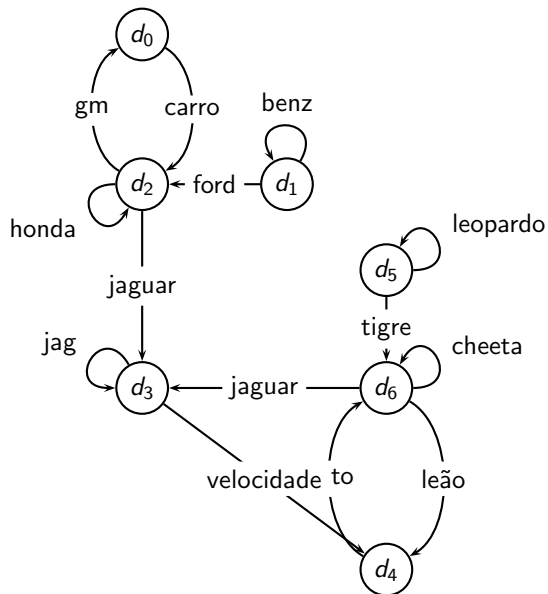 d0
gm
carro
benz
d2
ford
d1
honda
leopardo
d5
jaguar
tigre
jag
cheeta
d3
jaguar
d6
velocidade
to
leão
d4